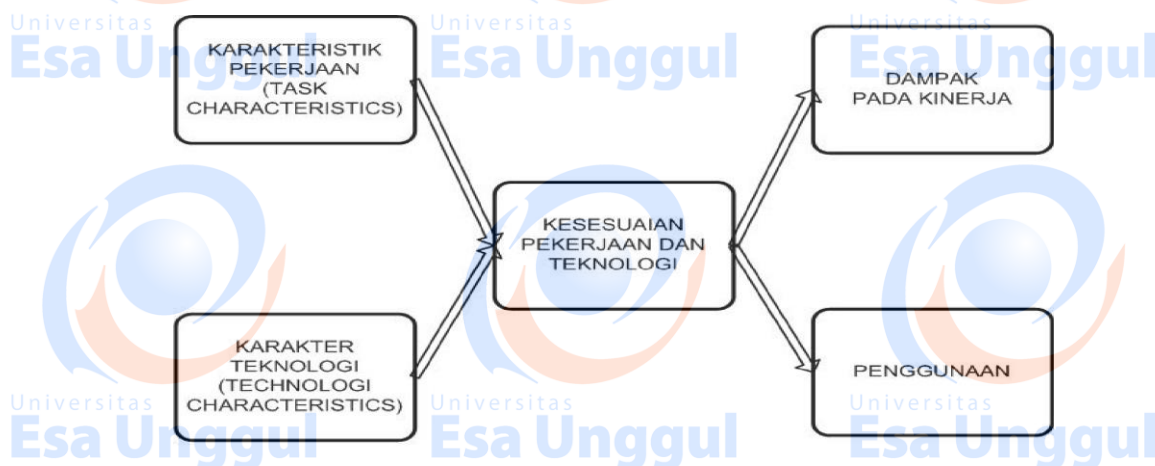 KARAKTERISTIK
PEKERJAAN
(TASK
CHARACTERISTICS)
DAMPAK
PADA KINERJA
KESESUAIAN
PEKERJAAN DAN
TEKNOLOGI
KARAKTER
TEKNOLOGI
(TECHNOLOGI
CHARACTERISTICS)
PENGGUNAAN
Universitas
Esa Unggul
Universitas
Esa Unggul
Universitas
Esa Unggul
Universitas
Esa Unggul
Universitas
Esa Unggul
Universitas
Esa Unggul